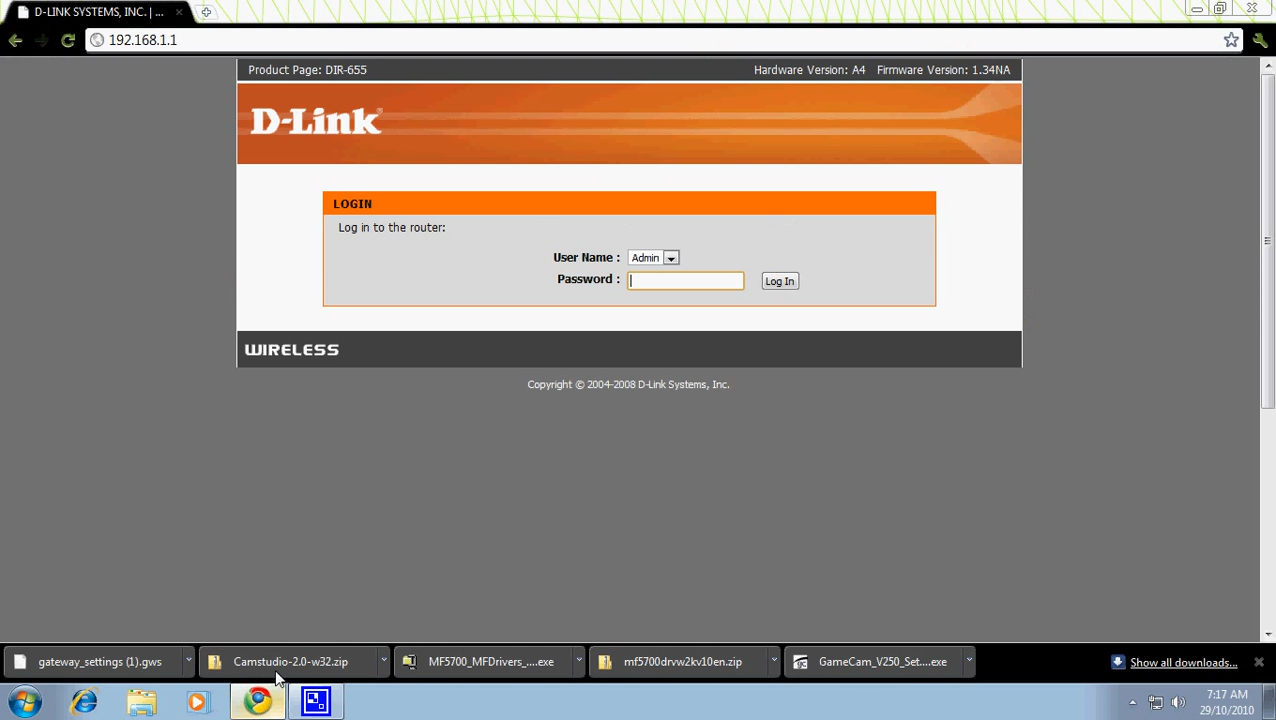 D-LINK SYSTEMS, INC. | ...
192.168.1.1
Product Page: DIR-655
Hardware Version: A4 Firmware Version: 1.34NA
D-Link®
LOGIN
Log in to the router:
User Name : Admin
Password :
Log In
WIRELESS
Copyright © 2004-2008 D-Link Systems, Inc.
gateway_settings (1).gws
Camstudio-2.0-w32.zip
MF5700_MFDrivers_....exe
mf5700drvw2kv10en.zip
GameCam_V250_Set....exe
Show all downloads...
7:17 AM
29/10/2010